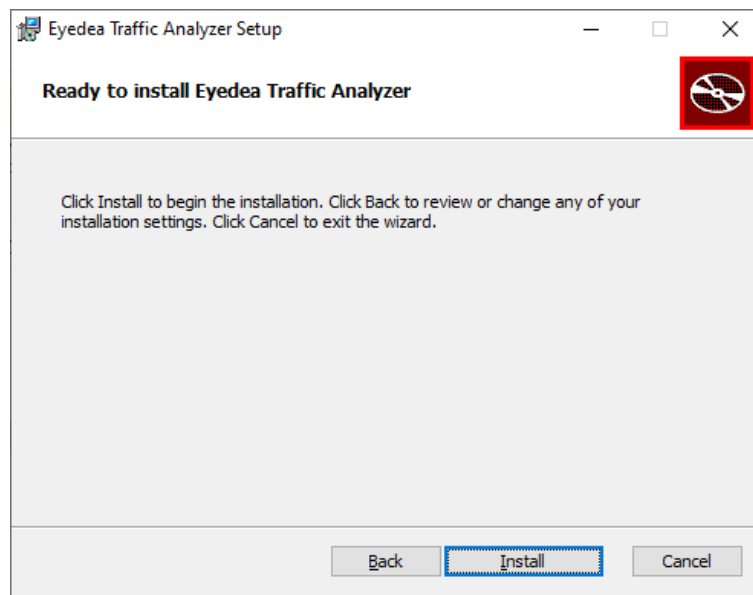 Eyedea Traffic Analyzer Setup
Ready to install Eyedea Traffic Analyzer
Click Install to begin the installation. Click Back to review or change any of your
installation settings. Click Cancel to exit the wizard.
Back Install Cancel